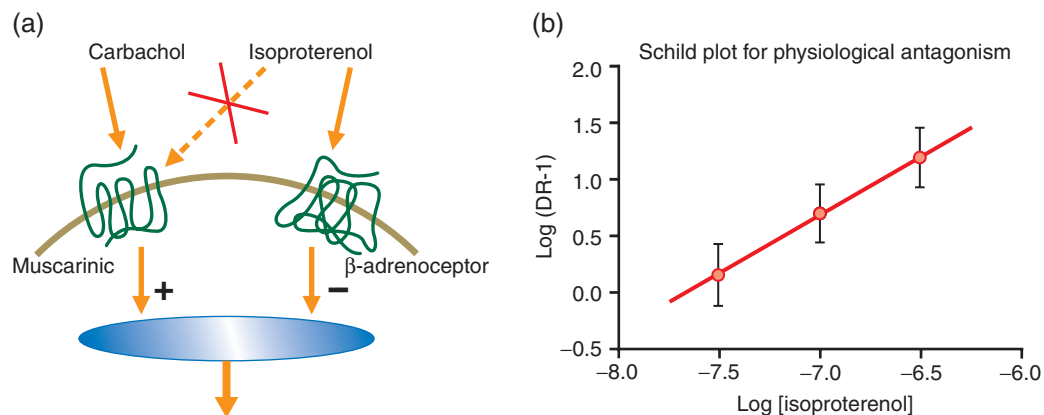 (a)
Carbachol
Isoproterenol
Muscarinic
β-adrenoceptor
+
−
(b)
Schild plot for physiological antagonism
Log (DR-1)
2.0
1.5
1.0
0.5
0.0
−0.5
−8.0
−7.5
−7.0
−6.5
−6.0
Log [isoproterenol]